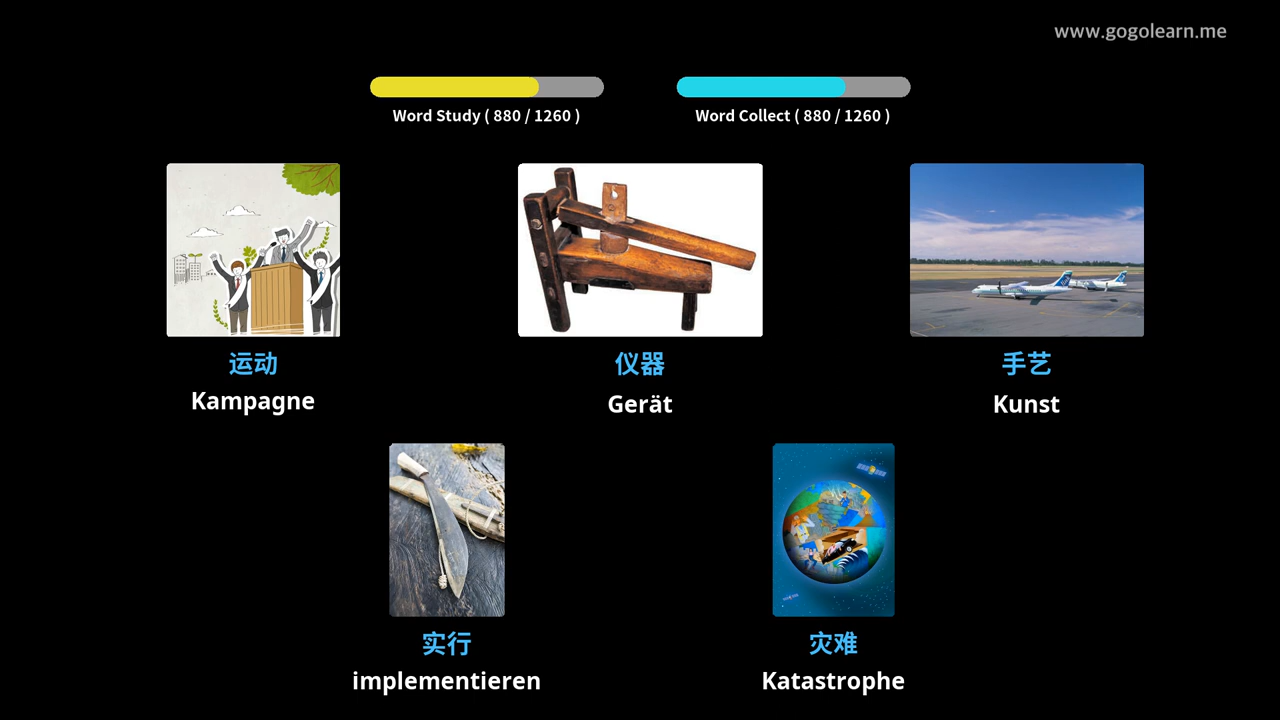 www.gogolearn.me
Word Study ( 880 / 1260 )
Word Collect ( 880 / 1260 )
运动
Kampagne
仪器
Gerät
手艺
Kunst
实行
implementieren
灾难
Katastrophe